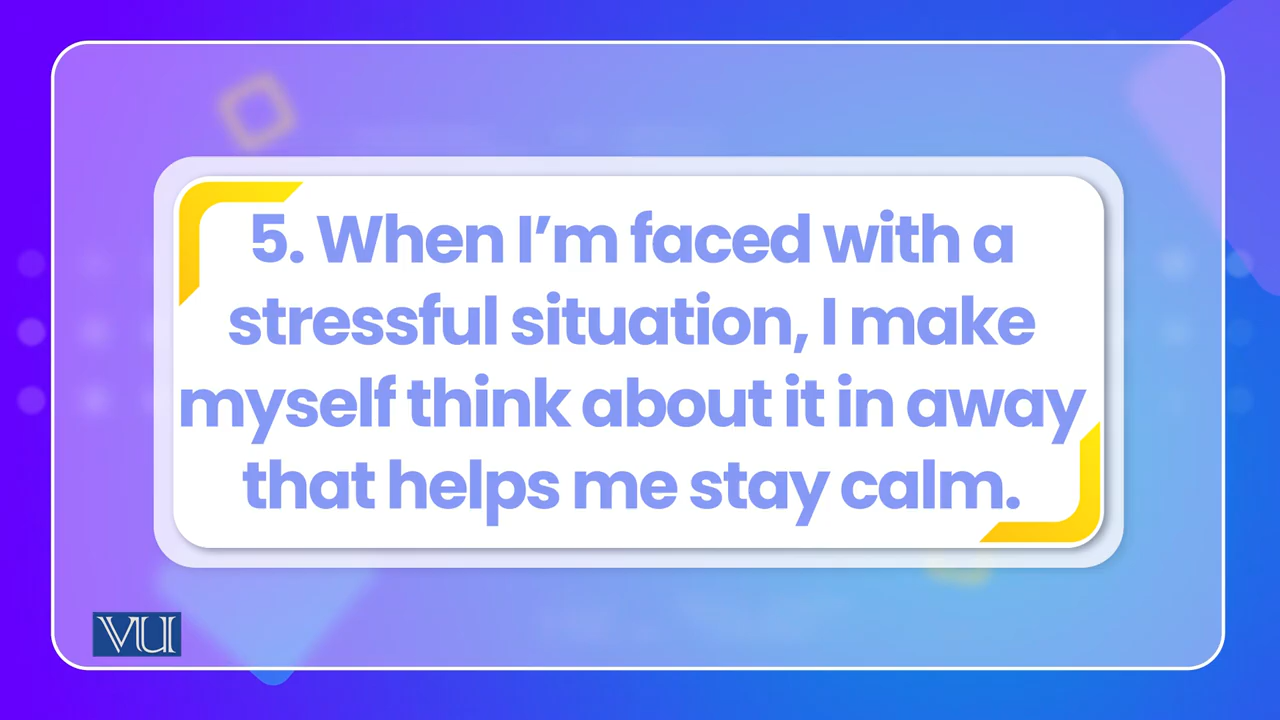 5. When I’m faced with a
stressful situation, I make
myself think about it in away
that helps me stay calm.
VU